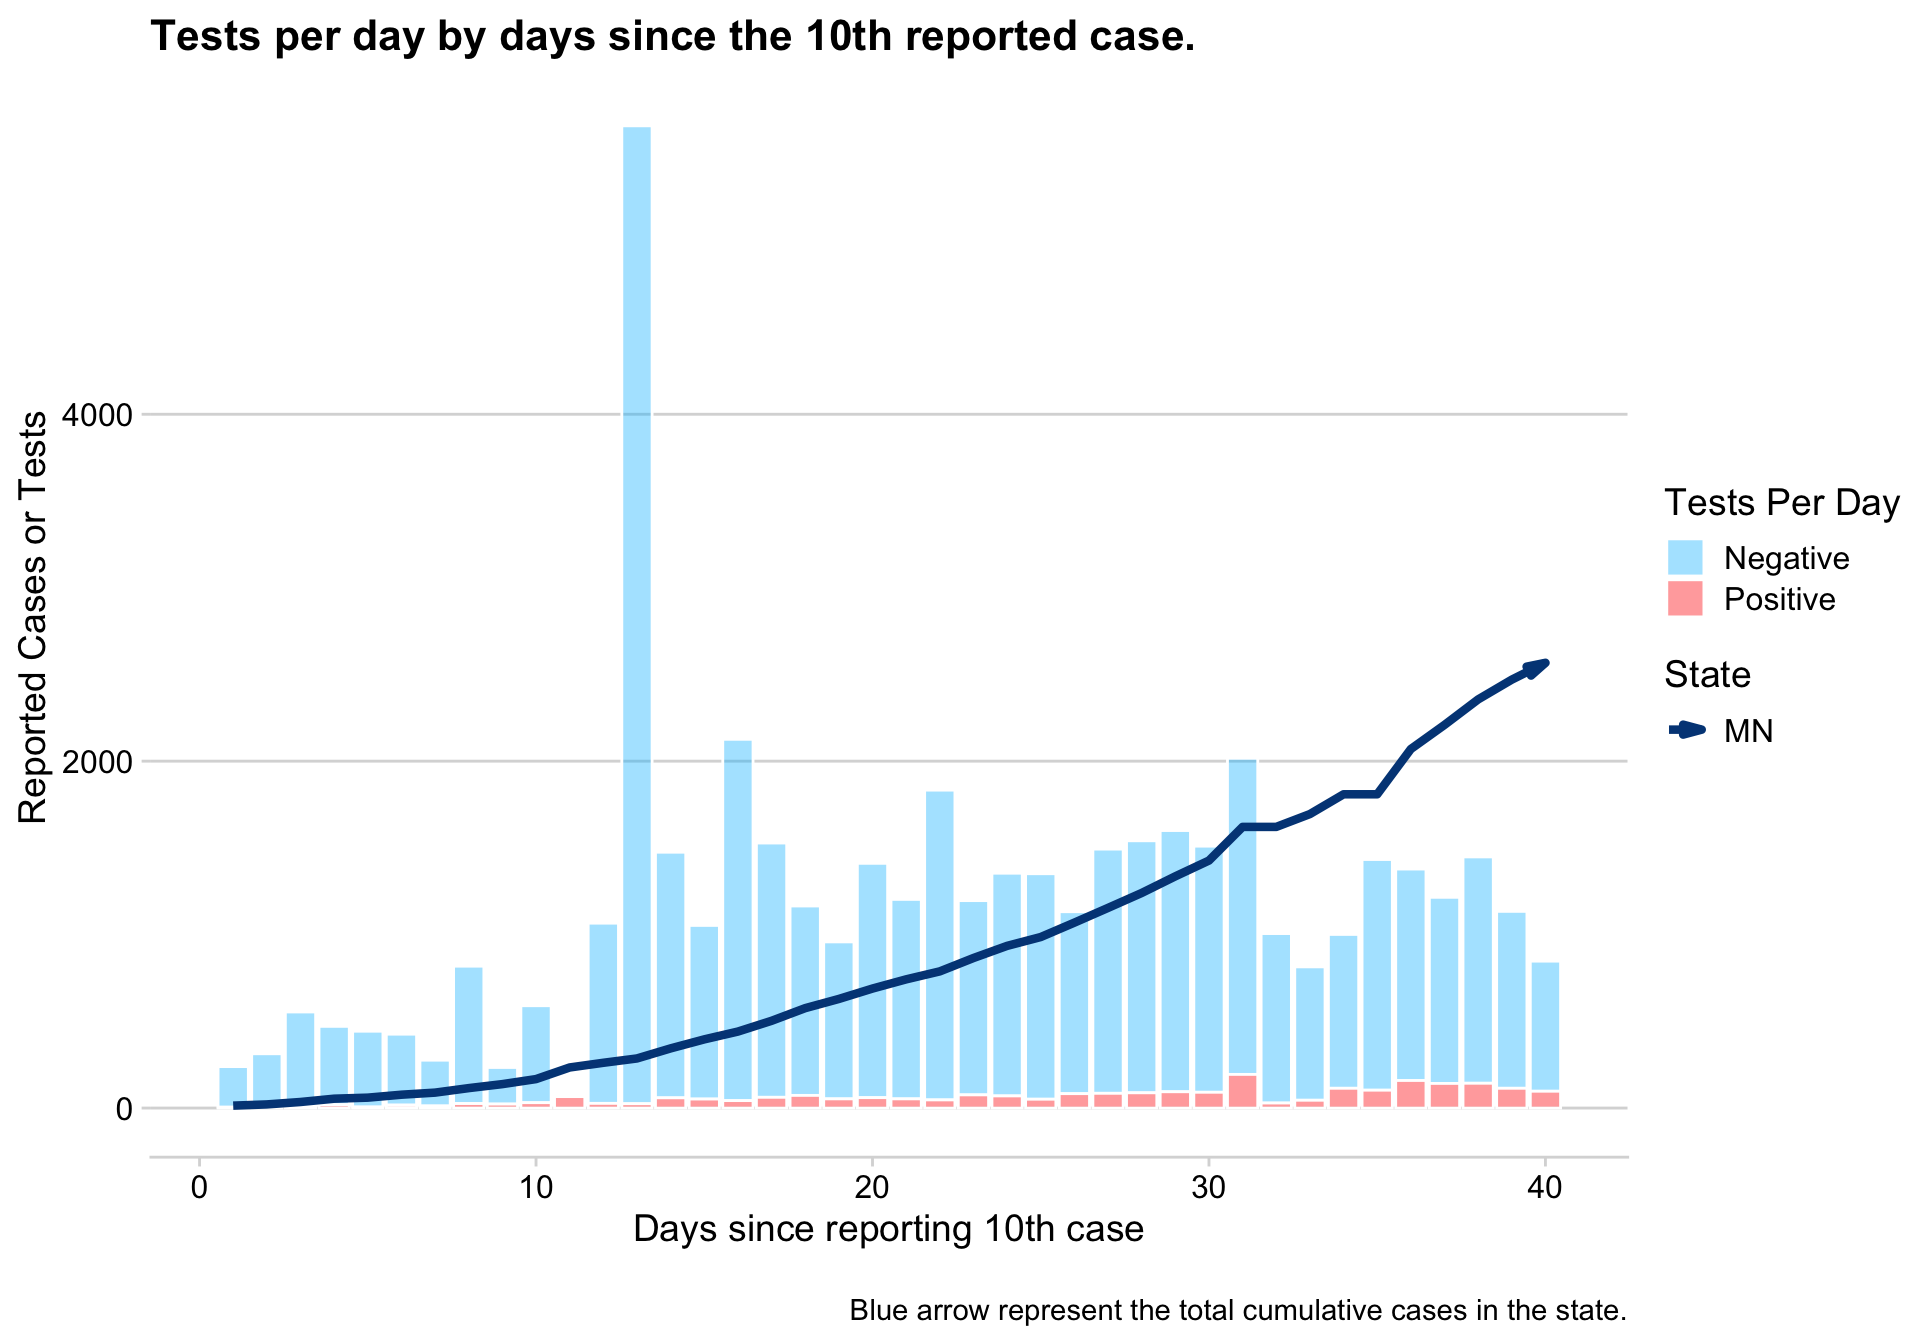 Tests per day by days since the 10th reported case.
Reported Cases or Tests
4000
2000
0
0 10 20 30 40
Days since reporting 10th case
Tests Per Day
Negative
Positive
State
MN
Blue arrow represent the total cumulative cases in the state.